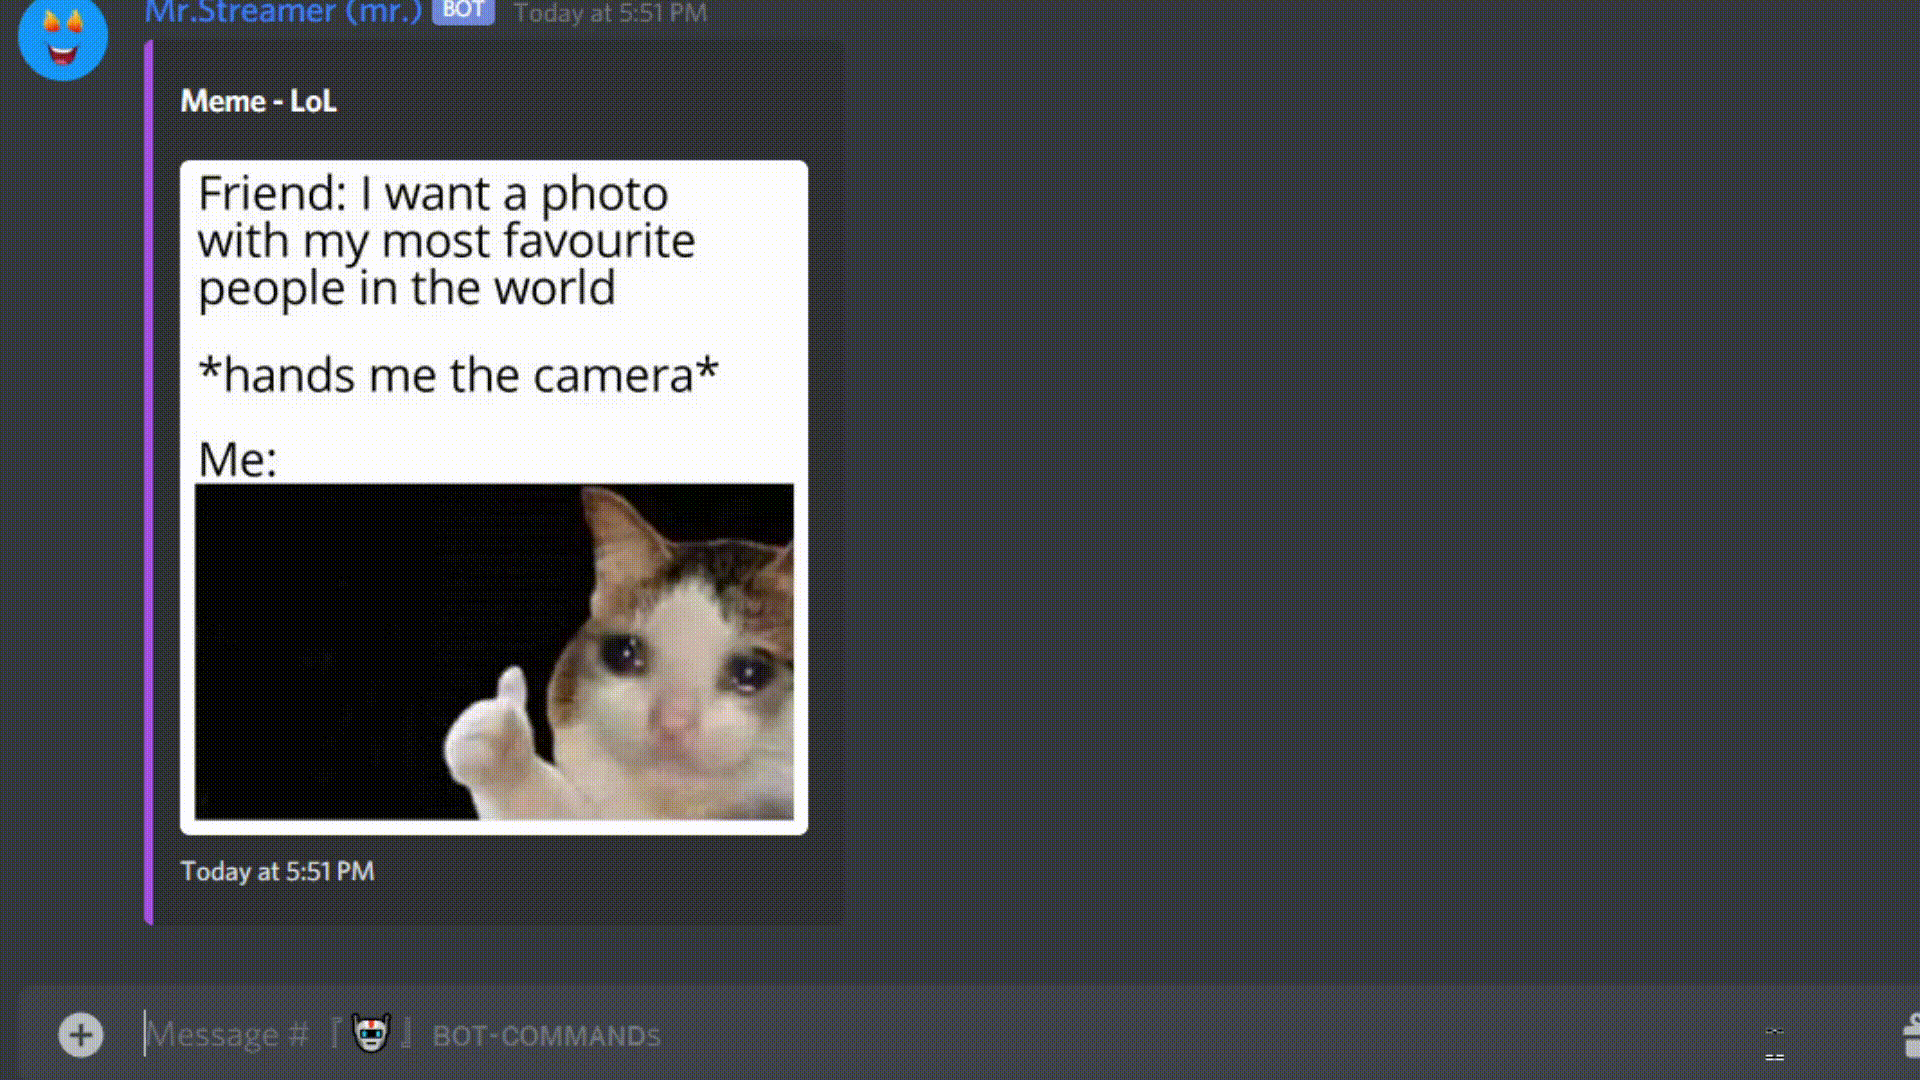 Mr.Streamer (mr.) BOT Today at 5:51 PM
Meme - LoL
Friend: I want a photo
with my most favourite
people in the world
*hands me the camera*
Me:
Today at 5:51 PM
Message # 『🤖』 BOT-COMMANDs